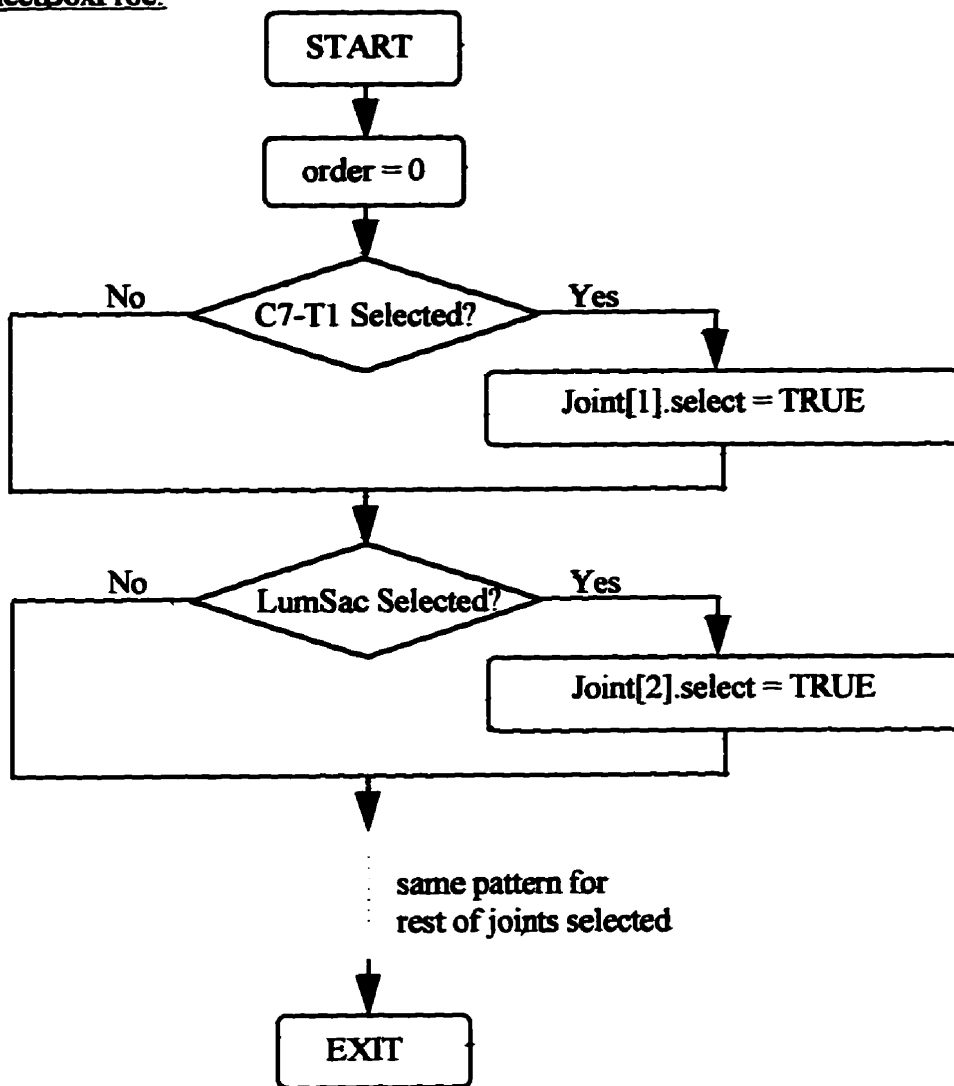 START
order = 0
No
Yes
C7-T1 Selected?
Joint[1].select = TRUE
No
Yes
LumSac Selected?
Joint[2].select = TRUE
same pattern for
rest of joints selected
EXIT